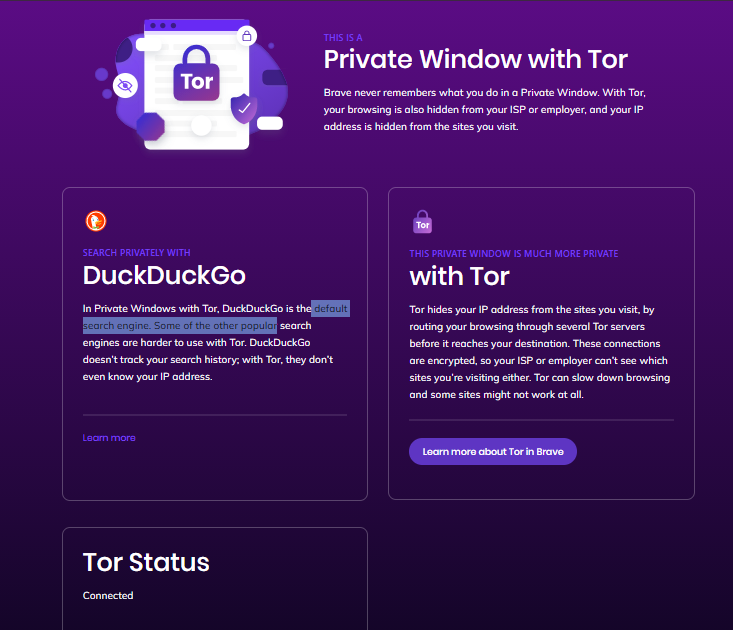 Tor
THIS IS A
Private Window with Tor
Brave never remembers what you do in a Private Window. With Tor,
your browsing is also hidden from your ISP or employer, and your IP
address is hidden from the sites you visit.
SEARCH PRIVATELY WITH
DuckDuckGo
In Private Windows with Tor, DuckDuckGo is the default
search engine. Some of the other popular search
engines are harder to use with Tor. DuckDuckGo
doesn't track your search history; with Tor, they don't
even know your IP address.
Learn more
Tor
THIS PRIVATE WINDOW IS MUCH MORE PRIVATE
with Tor
Tor hides your IP address from the sites you visit, by
routing your browsing through several Tor servers
before it reaches your destination. These connections
are encrypted, so your ISP or employer can't see which
sites you're visiting either. Tor can slow down browsing
and some sites might not work at all.
Learn more about Tor in Brave
Tor Status
Connected